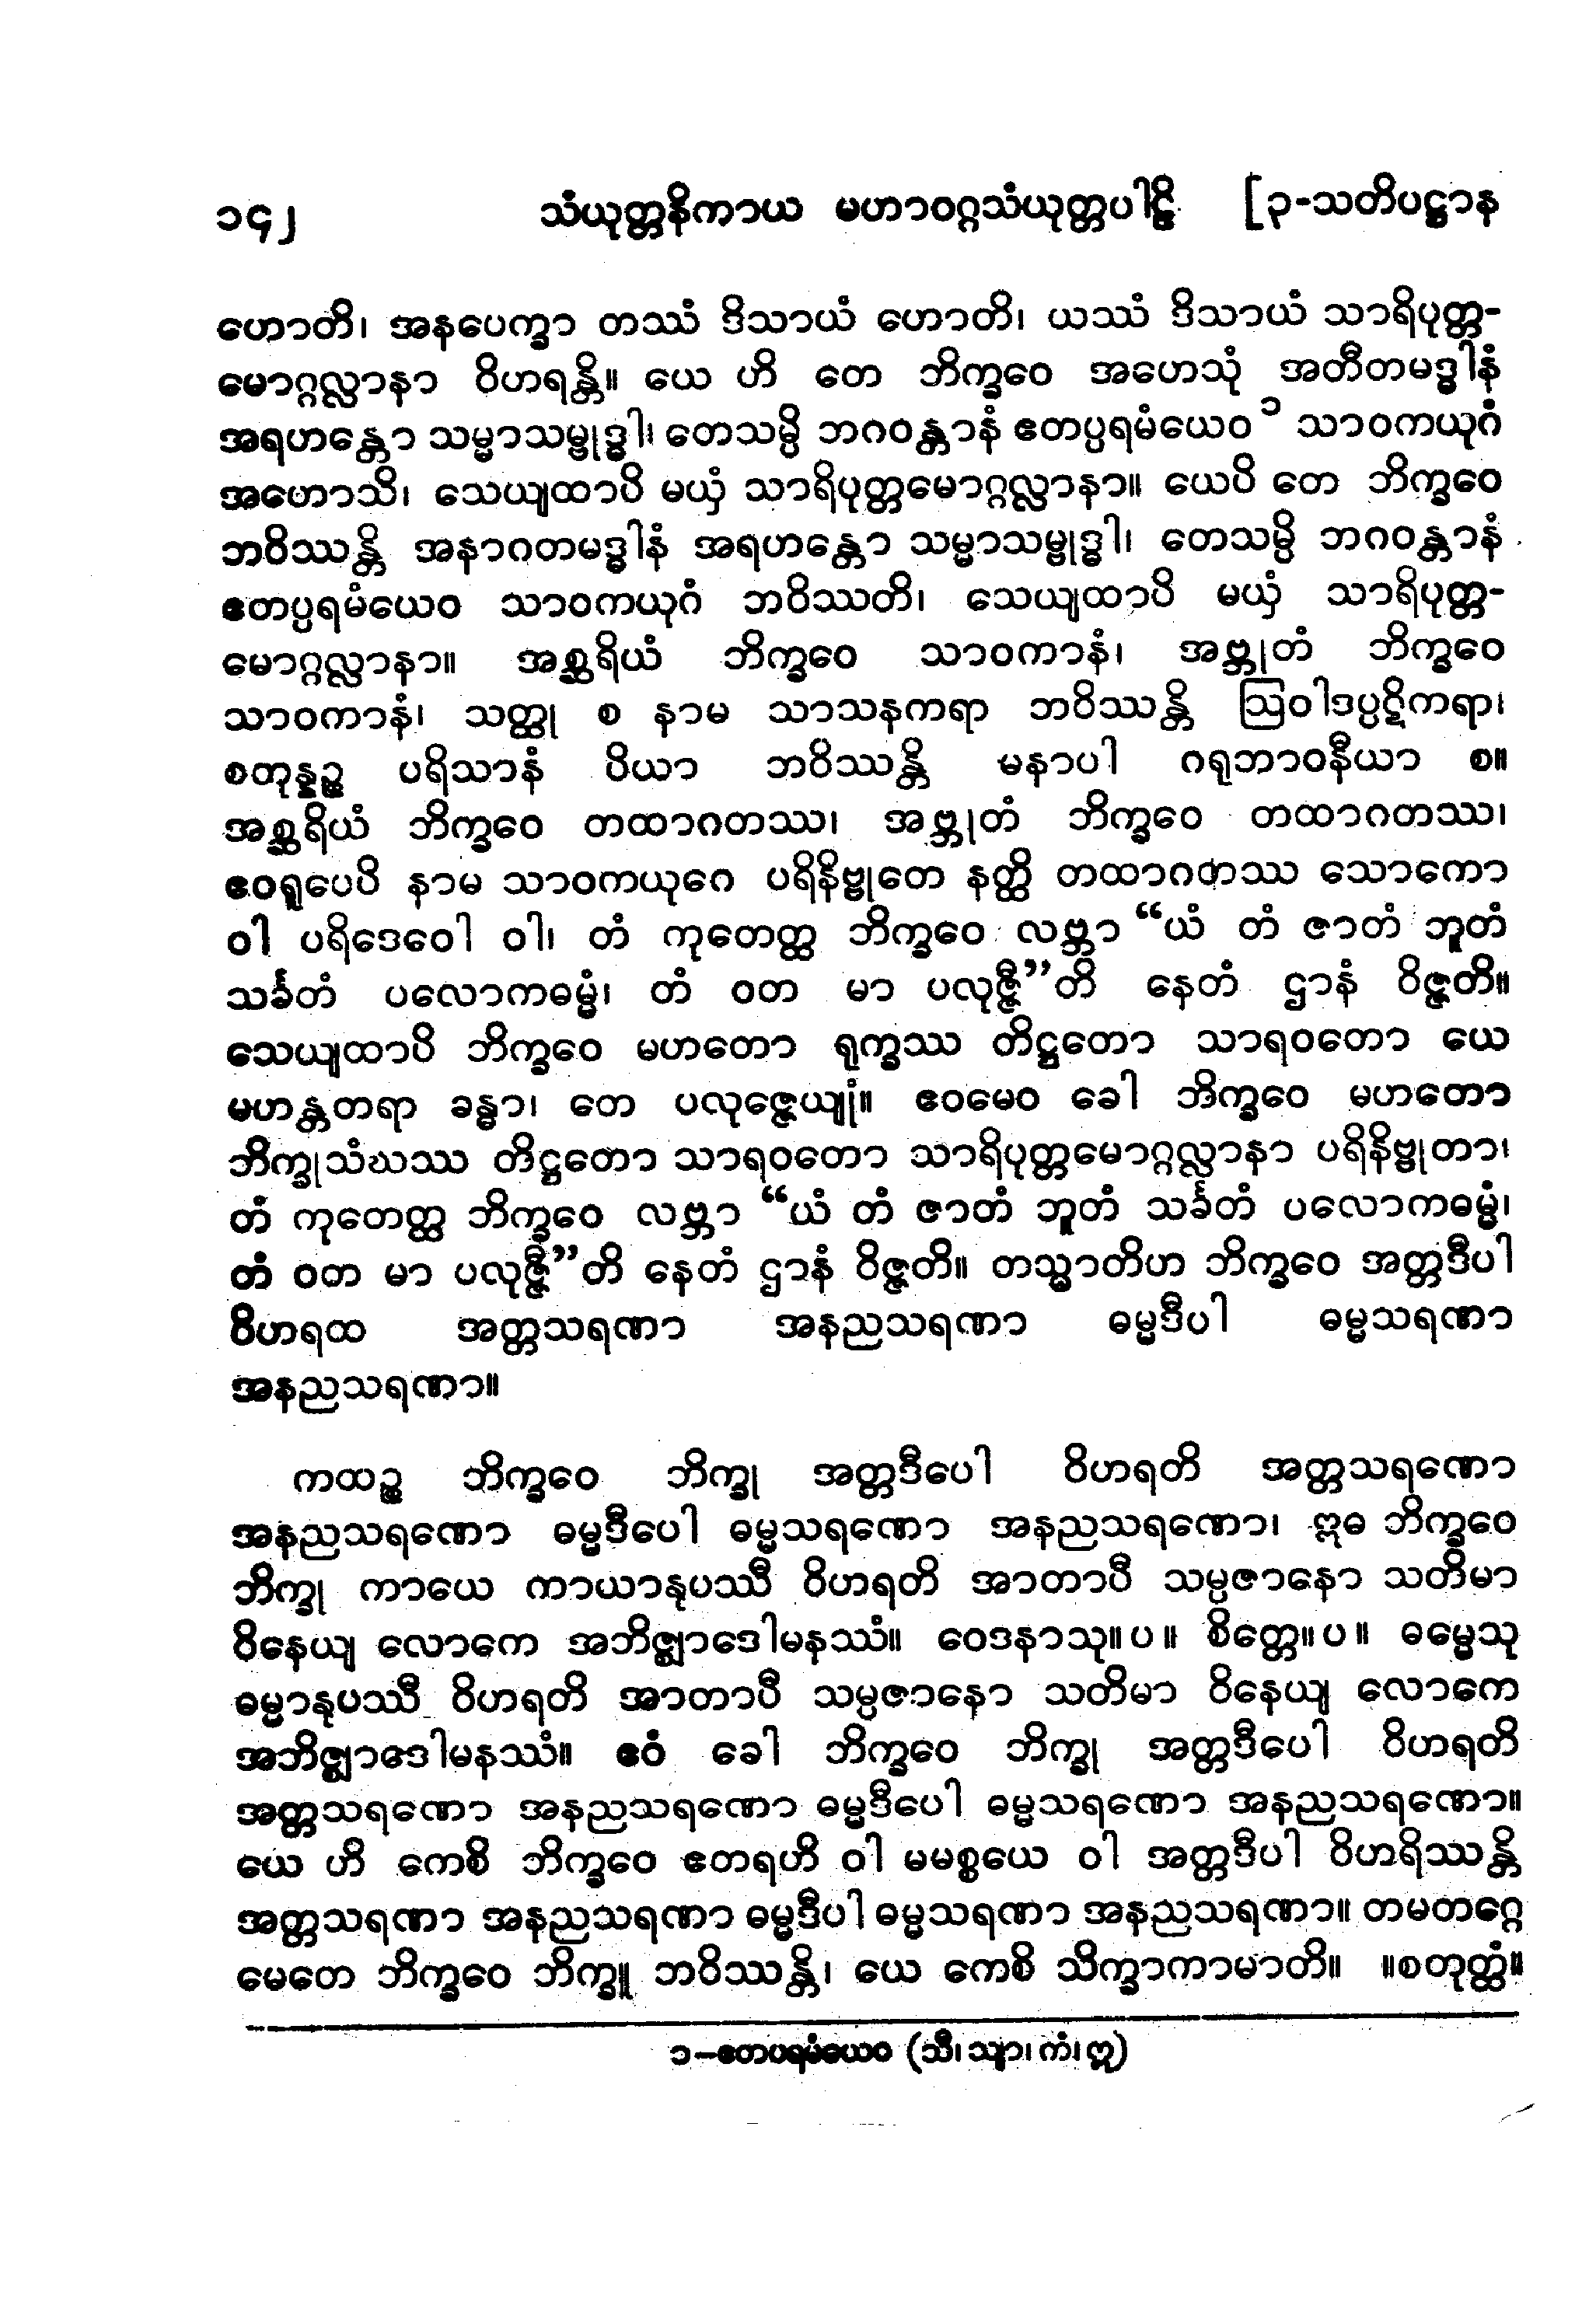 ၁၄၂ သံယုတ္တနိကာယ မဟာဝဂ္ဂသံယုတ္တပါဠိ [၃-သတိပဋ္ဌာန
ဟောတိ၊ အနပေက္ခာ တဿံ ဒိသာယံ ဟောတိ၊ ယဿံ ဒိသာယံ သာရိပုတ္တ-
မောဂ္ဂလ္လာနာ ဝိဟရန္တိ။ ယေ ဟိ တေ ဘိက္ခဝေ အဟေသုံ အတီတမဒ္ဓါနံ
အရဟန္တော သမ္မာသမ္ဗုဒ္ဓါ၊ တေသမ္ပိ ဘဂဝန္တာနံ ဧတပ္ပရမံယေဝ ၁ သာဝကယုဂံ
အဟောသိ၊ သေယျထာပိ မယှံ သာရိပုတ္တမောဂ္ဂလ္လာနာ။ ယေပိ တေ ဘိက္ခဝေ
ဘဝိဿန္တိ အနာဂတမဒ္ဓါနံ အရဟန္တော သမ္မာသမ္ဗုဒ္ဓါ၊ တေသမ္ပိ ဘဂဝန္တာနံ
ဧတပ္ပရမံယေဝ သာဝကယုဂံ ဘဝိဿတိ၊ သေယျထာပိ မယှံ သာရိပုတ္တ-
မောဂ္ဂလ္လာနာ။ အစ္ဆရိယံ ဘိက္ခဝေ သာဝကာနံ၊ အဗ္ဘုတံ ဘိက္ခဝေ
သာဝကာနံ၊ သတ္ထု စ နာမ သာသနကရာ ဘဝိဿန္တိ ဩဝါဒပ္ပဋိကရာ၊
စတုန္နဉ္စ ပရိသာနံ ပိယာ ဘဝိဿန္တိ မနာပါ ဂရုဘာဝနီယာ စ။
အစ္ဆရိယံ ဘိက္ခဝေ တထာဂတဿ၊ အဗ္ဘုတံ ဘိက္ခဝေ တထာဂတဿ၊
ဧဝရူပေပိ နာမ သာဝကယုဂေ ပရိနိဗ္ဗုတေ နတ္ထိ တထာဂတဿ သောကော
ဝါ ပရိဒေဝေါ ဝါ၊ တံ ကုတေတ္ထ ဘိက္ခဝေ လဗ္ဘာ “ယံ တံ ဇာတံ ဘူတံ
သင်္ခတံ ပလောကဓမ္မံ၊ တံ ဝတ မာ ပလုဇ္ဇီ”တိ နေတံ ဌာနံ ဝိဇ္ဇတိ။
သေယျထာပိ ဘိက္ခဝေ မဟတော ရုက္ခဿ တိဋ္ဌတော သာရဝတော ယေ
မဟန္တတရာ ခန္ဓာ၊ တေ ပလုဇ္ဇေယျုံ။ ဧဝမေဝ ခေါ ဘိက္ခဝေ မဟတော
ဘိက္ခုသံဃဿ တိဋ္ဌတော သာရဝတော သာရိပုတ္တမောဂ္ဂလ္လာနာ ပရိနိဗ္ဗုတာ၊
တံ ကုတေတ္ထ ဘိက္ခဝေ လဗ္ဘာ “ယံ တံ ဇာတံ ဘူတံ သင်္ခတံ ပလောကဓမ္မံ၊
တံ ဝတ မာ ပလုဇ္ဇီ”တိ နေတံ ဌာနံ ဝိဇ္ဇတိ။ တသ္မာတိဟ ဘိက္ခဝေ အတ္တဒီပါ
ဝိဟရထ အတ္တသရဏာ အနညသရဏာ ဓမ္မဒီပါ ဓမ္မသရဏာ
အနညသရဏာ။
ကထဉ္စ ဘိက္ခဝေ ဘိက္ခု အတ္တဒီပေါ ဝိဟရတိ အတ္တသရဏော
အနညသရဏော ဓမ္မဒီပေါ ဓမ္မသရဏော အနညသရဏော၊ ဣဓ ဘိက္ခဝေ
ဘိက္ခု ကာယေ ကာယာနုပဿီ ဝိဟရတိ အာတာပီ သမ္ပဇာနော သတိမာ
ဝိနေယျ လောကေ အဘိဇ္ဈာဒေါမနဿံ။ ဝေဒနာသု။ပ။ စိတ္တေ။ပ။ ဓမ္မေသု
ဓမ္မာနုပဿီ ဝိဟရတိ အာတာပီ သမ္ပဇာနော သတိမာ ဝိနေယျ လောကေ
အဘိဇ္ဈာဒေါမနဿံ။ ဧဝံ ခေါ ဘိက္ခဝေ ဘိက္ခု အတ္တဒီပေါ ဝိဟရတိ
အတ္တသရဏော အနညသရဏော ဓမ္မဒီပေါ ဓမ္မသရဏော အနညသရဏော။
ယေ ဟိ ကေစိ ဘိက္ခဝေ ဧတရဟိ ဝါ မမစ္စယေ ဝါ အတ္တဒီပါ ဝိဟရိဿန္တိ
အတ္တသရဏာ အနညသရဏာ ဓမ္မဒီပါ ဓမ္မသရဏာ အနညသရဏာ။ တမတဂ္ဂေ
မေတေ ဘိက္ခဝေ ဘိက္ခူ ဘဝိဿန္တိ၊ ယေ ကေစိ သိက္ခာကာမာတိ။ ။စတုတ္ထံ။
၁–ဧတပရမံယေဝ (သီ၊ သျာ၊ ကံ၊ ဣ)